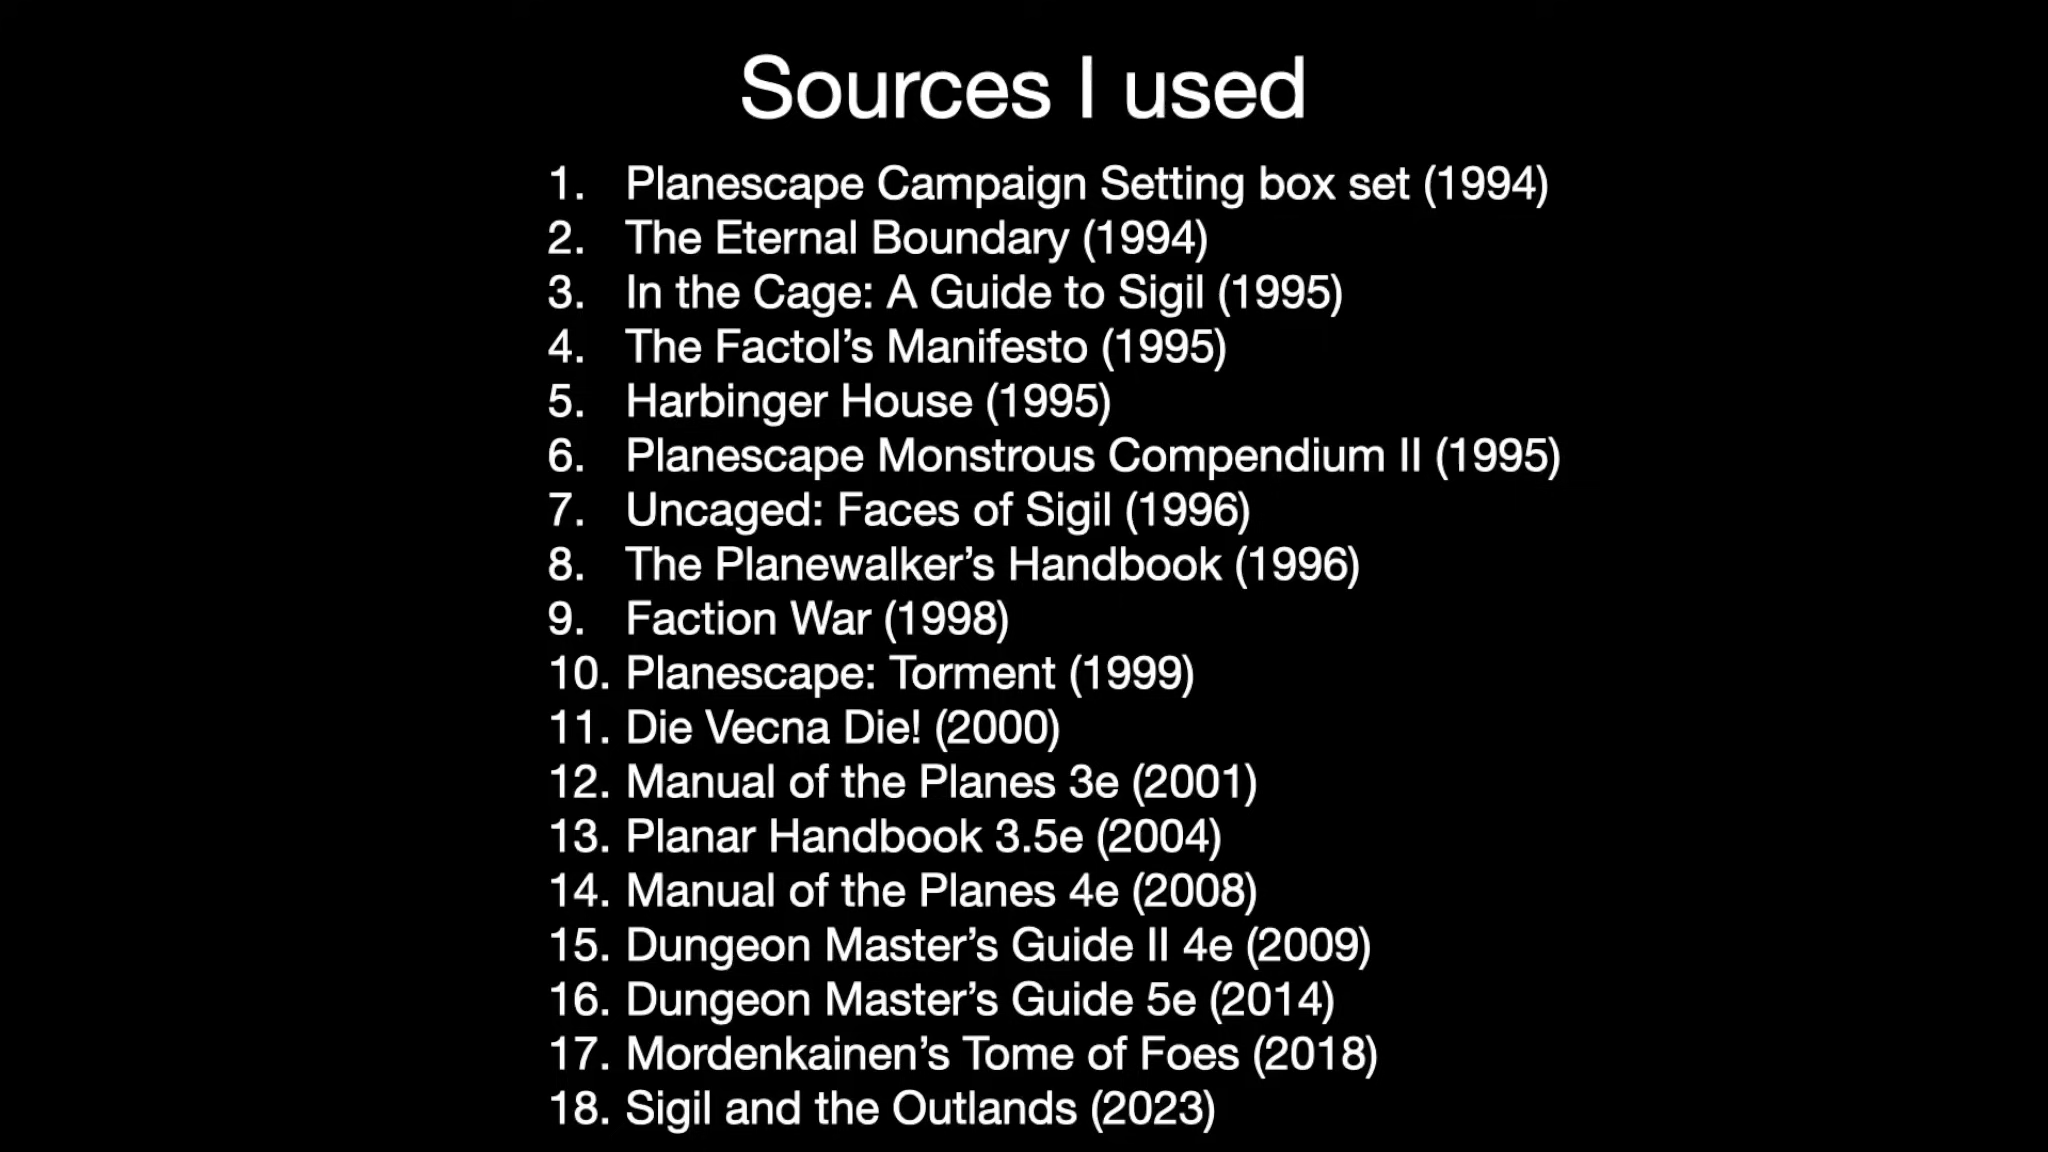 Sources I used
1. Planescape Campaign Setting box set (1994)
2. The Eternal Boundary (1994)
3. In the Cage: A Guide to Sigil (1995)
4. The Factol’s Manifesto (1995)
5. Harbinger House (1995)
6. Planescape Monstrous Compendium II (1995)
7. Uncaged: Faces of Sigil (1996)
8. The Planewalker’s Handbook (1996)
9. Faction War (1998)
10. Planescape: Torment (1999)
11. Die Vecna Die! (2000)
12. Manual of the Planes 3e (2001)
13. Planar Handbook 3.5e (2004)
14. Manual of the Planes 4e (2008)
15. Dungeon Master’s Guide II 4e (2009)
16. Dungeon Master’s Guide 5e (2014)
17. Mordenkainen’s Tome of Foes (2018)
18. Sigil and the Outlands (2023)